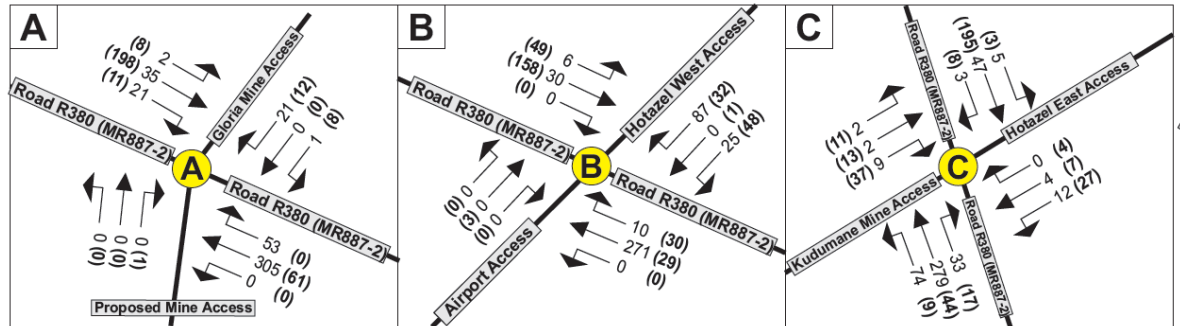 A
(8) 2
(198) 35
(11) 21
Gloria Mine Access
Road R380 (MR887-2)
21 (12)
0 (0)
1 (8)
A
Road R380 (MR887-2)
(0) 0
(0) 0
(1) 0
53 (0)
305 (61)
0 (0)
Proposed Mine Access
B
(49) 6
(158) 30
(0) 0
Hotazel West Access
Road R380 (MR887-2)
87 (32)
0 (1)
25 (48)
B
Road R380 (MR887-2)
(0) 0
(3) 0
(0) 0
10 (30)
271 (29)
0 (0)
Airport Access
C
Road R380 (MR887-2)
(8) 3
(195) 47
(3) 5
Hotazel East Access
(11) 2
(13) 2
(37) 9
C
0 (4)
4 (7)
12 (27)
Kudumane Mine Access
Road R380 (MR887-2)
74 (9)
279 (44)
33 (17)